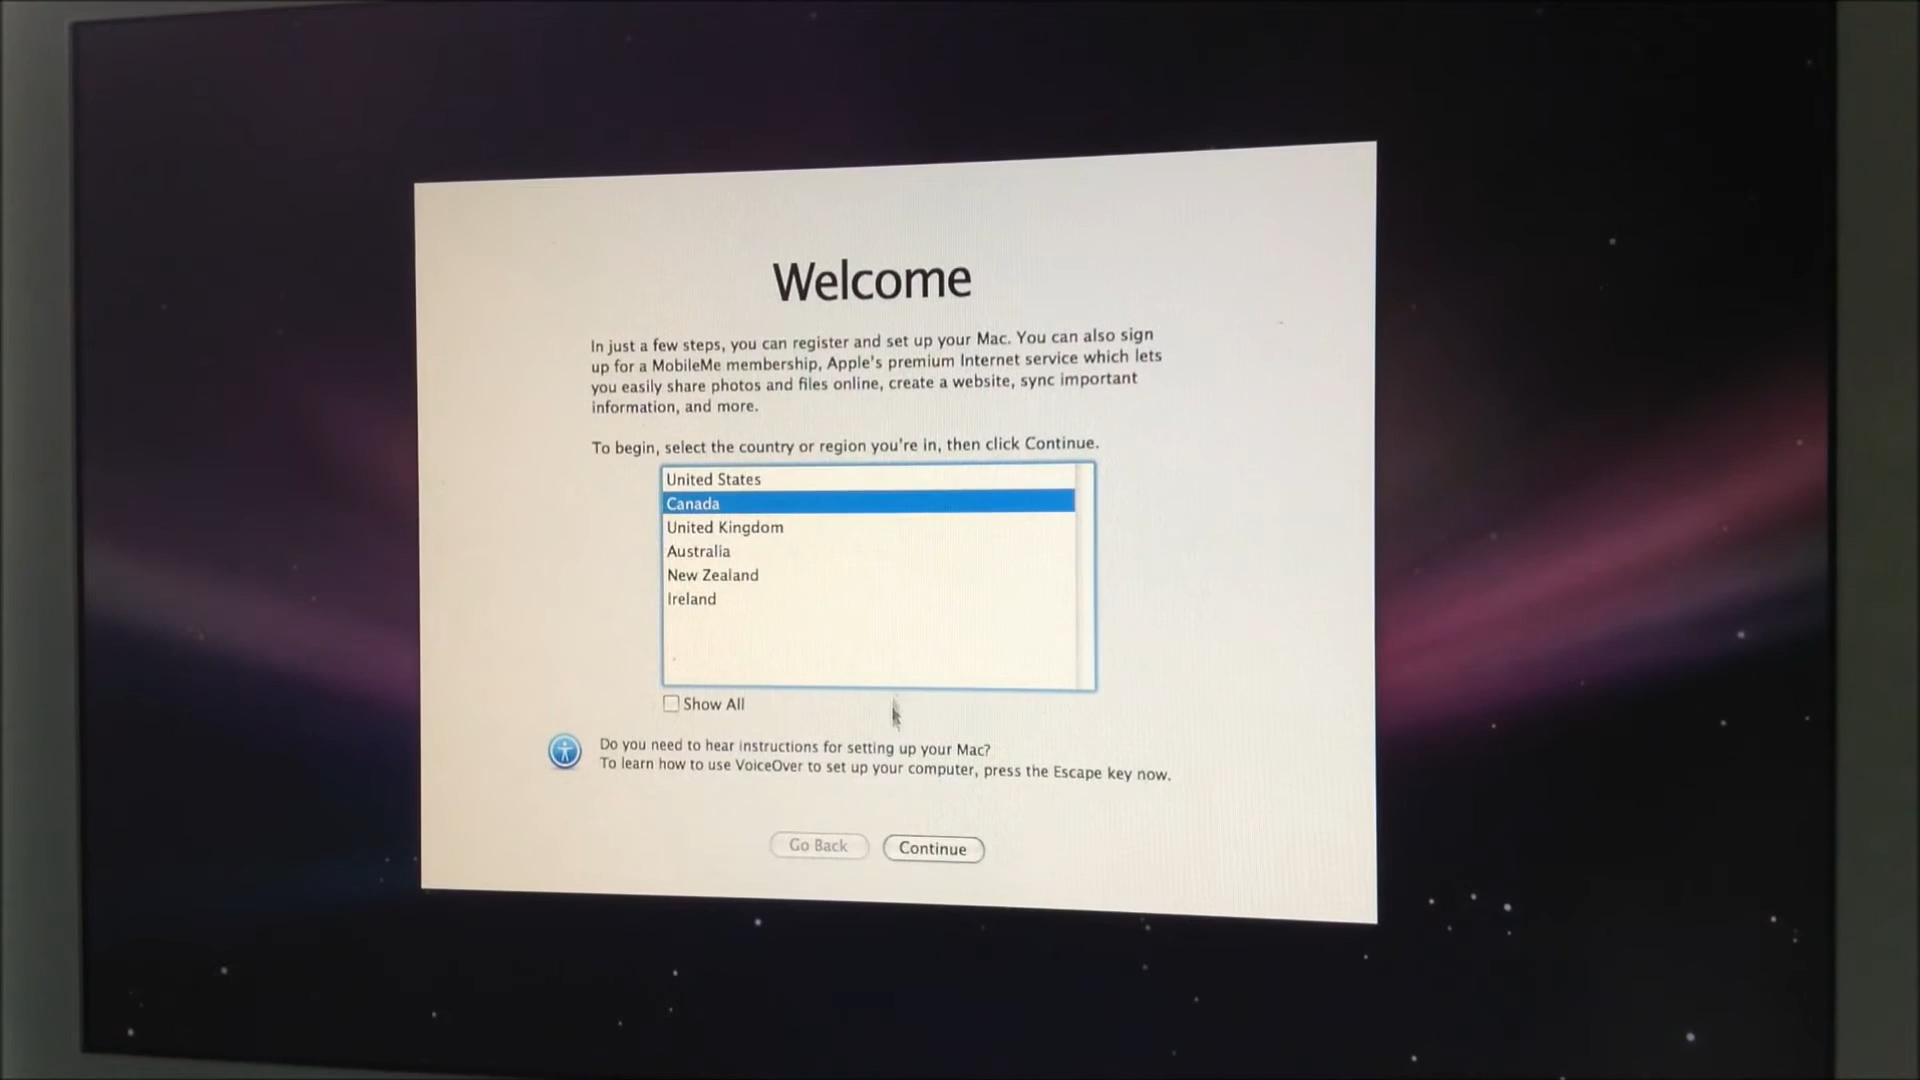 Welcome
In just a few steps, you can register and set up your Mac. You can also sign
up for a MobileMe membership, Apple's premium Internet service which lets
you easily share photos and files online, create a website, sync important
information, and more.
To begin, select the country or region you're in, then click Continue.
United States
Canada
United Kingdom
Australia
New Zealand
Ireland
Show All
Do you need to hear instructions for setting up your Mac?
To learn how to use VoiceOver to set up your computer, press the Escape key now.
Go Back
Continue